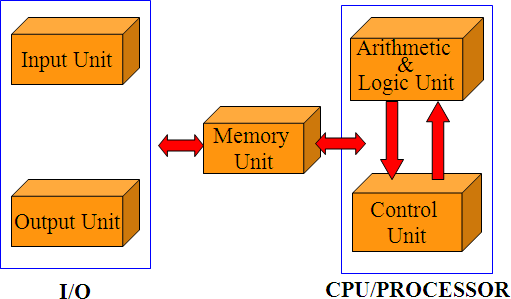 Input Unit
Output Unit
I/O
Memory
Unit
Arithmetic
&
Logic Unit
Control
Unit
CPU/PROCESSOR